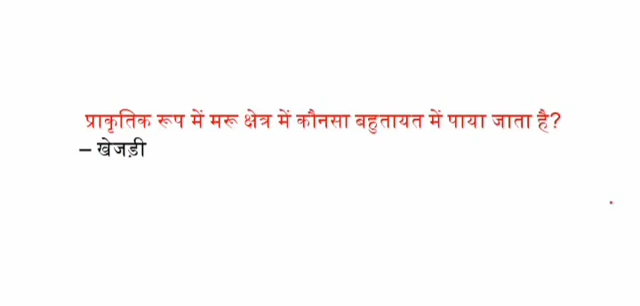 प्राकृतिक रूप में मरू क्षेत्र में कौनसा बहुतायत में पाया जाता है?
– खेजड़ी